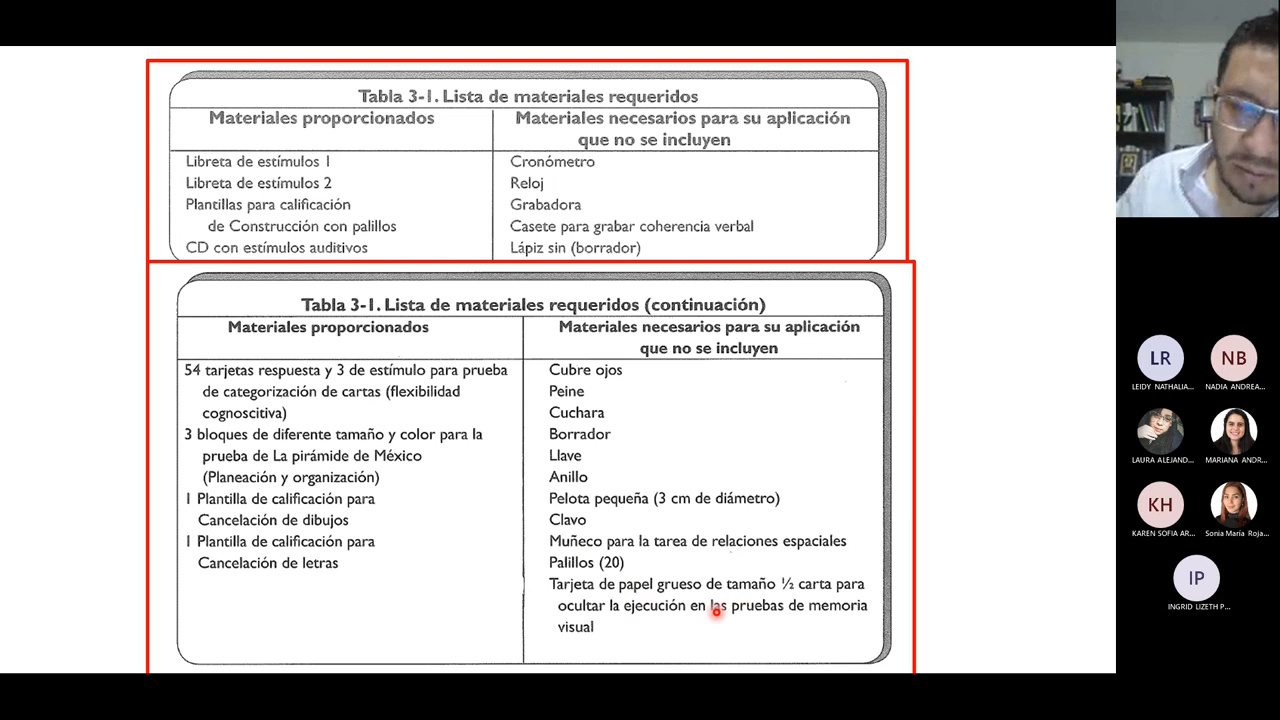 Tabla 3-1. Lista de materiales requeridos
Materiales proporcionados
Materiales necesarios para su aplicación
que no se incluyen
Libreta de estímulos 1
Libreta de estímulos 2
Plantillas para calificación
de Construcción con palillos
CD con estímulos auditivos
Cronómetro
Reloj
Grabadora
Casete para grabar coherencia verbal
Lápiz sin (borrador)
Tabla 3-1. Lista de materiales requeridos (continuación)
Materiales proporcionados
Materiales necesarios para su aplicación
que no se incluyen
54 tarjetas respuesta y 3 de estímulo para prueba
de categorización de cartas (flexibilidad
cognoscitiva)
3 bloques de diferente tamaño y color para la
prueba de La pirámide de México
(Planeación y organización)
1 Plantilla de calificación para
Cancelación de dibujos
1 Plantilla de calificación para
Cancelación de letras
Cubre ojos
Peine
Cuchara
Borrador
Llave
Anillo
Pelota pequeña (3 cm de diámetro)
Clavo
Muñeco para la tarea de relaciones espaciales
Palillos (20)
Tarjeta de papel grueso de tamaño ½ carta para
ocultar la ejecución en las pruebas de memoria
visual
LR
NB
LEIDY NATHALIA...
NADIA ANDREA...
LAURA ALEJAND...
MARIANA ANDR...
KH
KAREN SOFIA AR...
Sonia María Roja...
IP
INGRID LIZETH P...